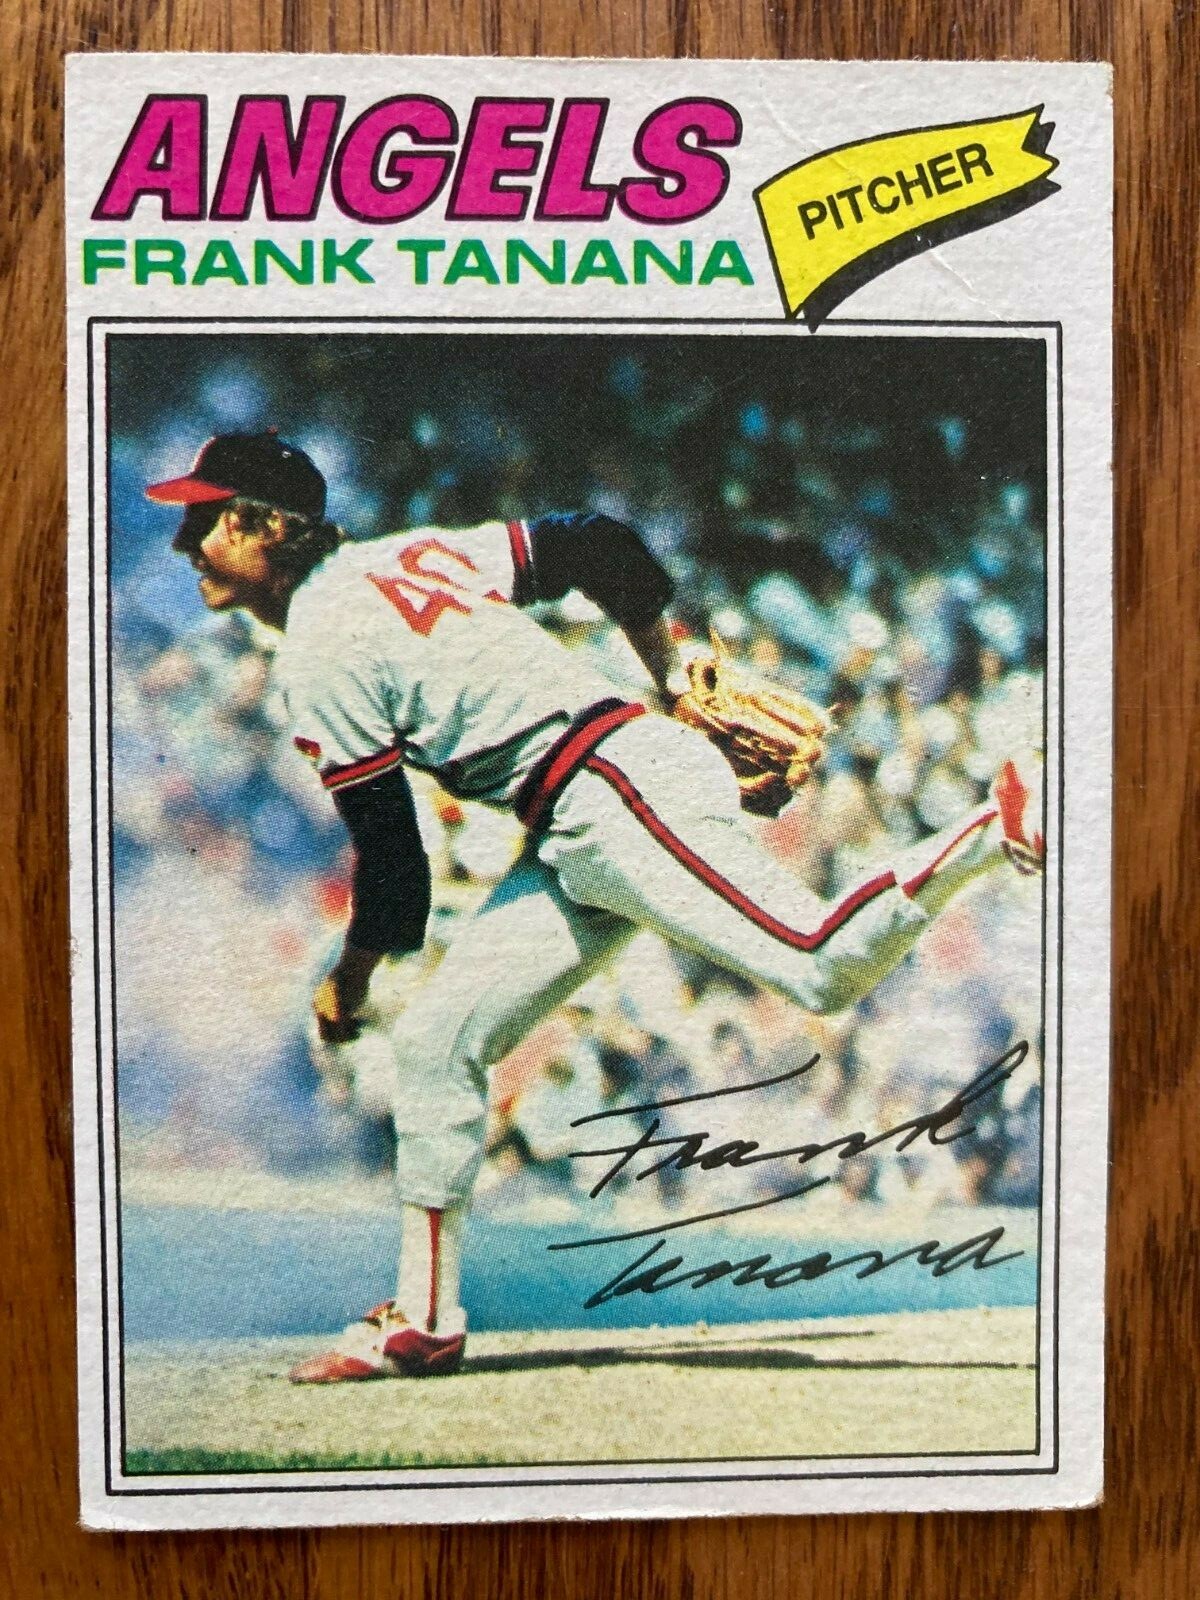 ANGELS
FRANK TANANA
PITCHER
40
Frank
Tanana